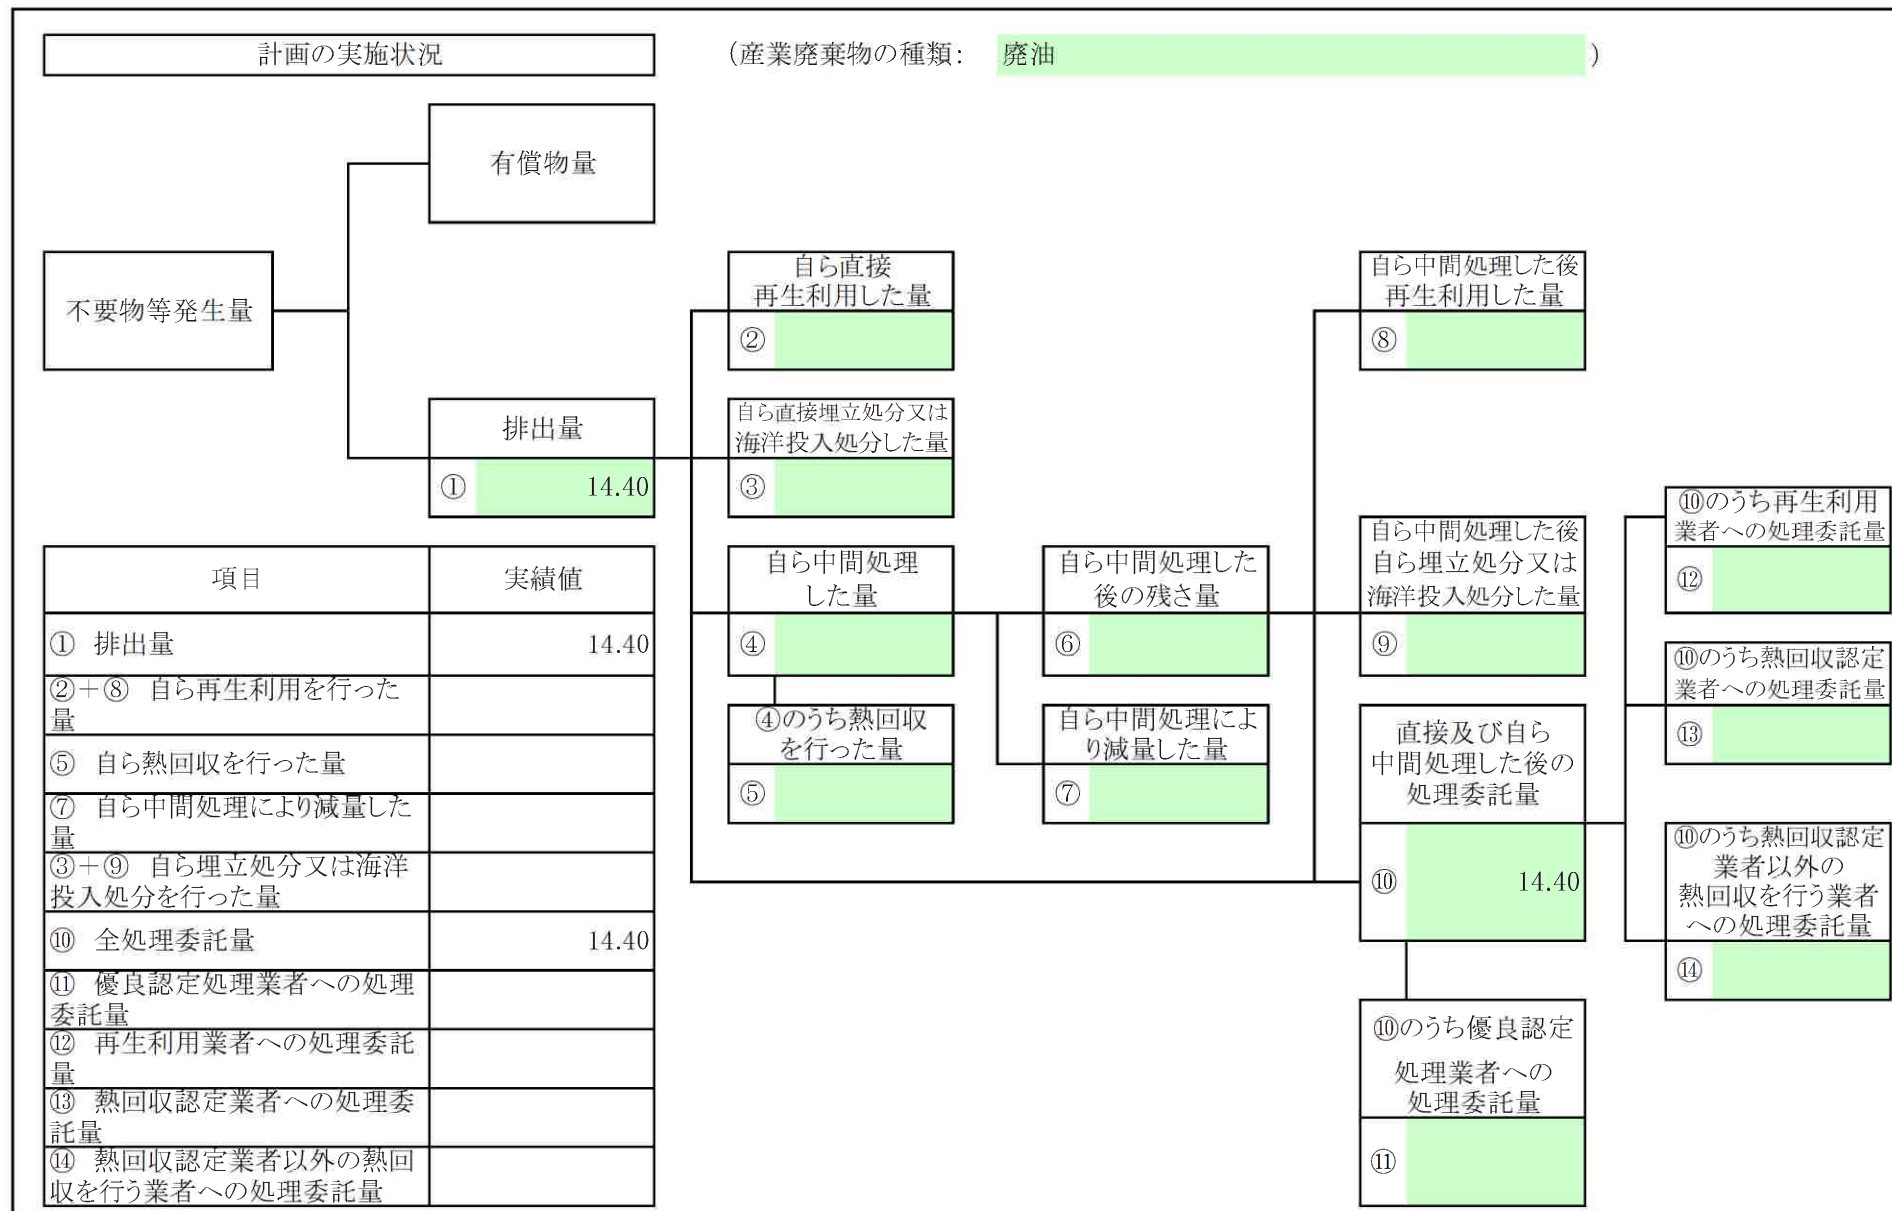 計画の実施状況
（産業廃棄物の種類： 廃油 ）
有償物量
不要物等発生量
排出量
① 14.40
自ら直接
再生利用した量
②
自ら直接埋立処分又は
海洋投入処分した量
③
自ら中間処理
した量
④
④のうち熱回収
を行った量
⑤
自ら中間処理した
後の残さ量
⑥
自ら中間処理によ
り減量した量
⑦
自ら中間処理した後
再生利用した量
⑧
自ら中間処理した後
自ら埋立処分又は
海洋投入処分した量
⑨
直接及び自ら
中間処理した後の
処理委託量
⑩ 14.40
⑩のうち優良認定
処理業者への
処理委託量
⑪
⑩のうち再生利用
業者への処理委託量
⑫
⑩のうち熱回収認定
業者への処理委託量
⑬
⑩のうち熱回収認定
業者以外の
熱回収を行う業者
への処理委託量
⑭
項目 実績値
① 排出量 14.40
②＋⑧ 自ら再生利用を行った
量
⑤ 自ら熱回収を行った量
⑦ 自ら中間処理により減量した
量
③＋⑨ 自ら埋立処分又は海洋
投入処分を行った量
⑩ 全処理委託量 14.40
⑪ 優良認定処理業者への処理
委託量
⑫ 再生利用業者への処理委託
量
⑬ 熱回収認定業者への処理委
託量
⑭ 熱回収認定業者以外の熱回
収を行う業者への処理委託量